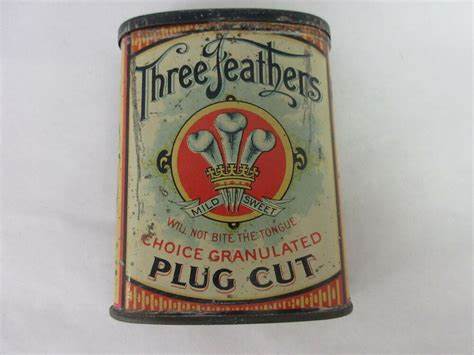 Three Feathers
MILD SWEET
WILL NOT BITE THE TONGUE
CHOICE GRANULATED
PLUG CUT